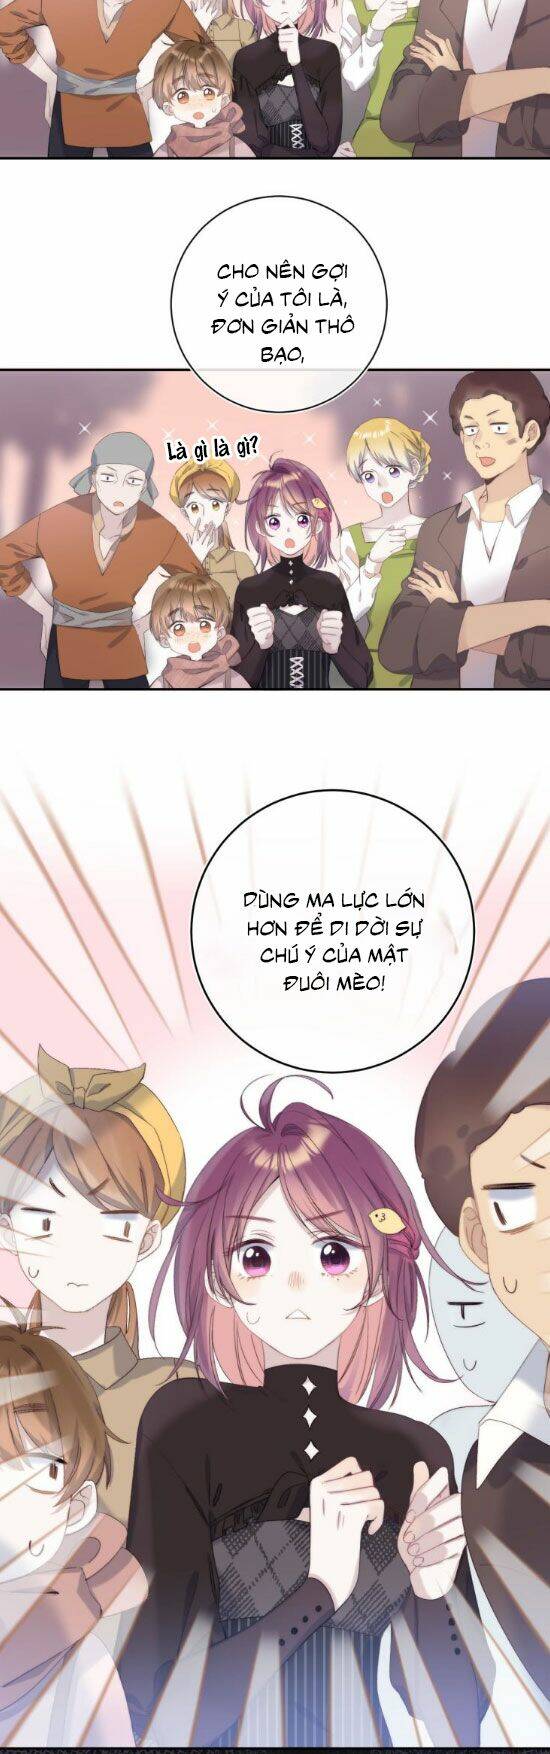 CHO NÊN GỢI
Ý CỦA TÔI LÀ,
ĐƠN GIẢN THÔ
BẠO,
Là gì là gì?
DÙNG MA LỰC LỚN
HƠN ĐỂ DI DỜI SỰ
CHÚ Ý CỦA MẬT
ĐUÔI MÈO!